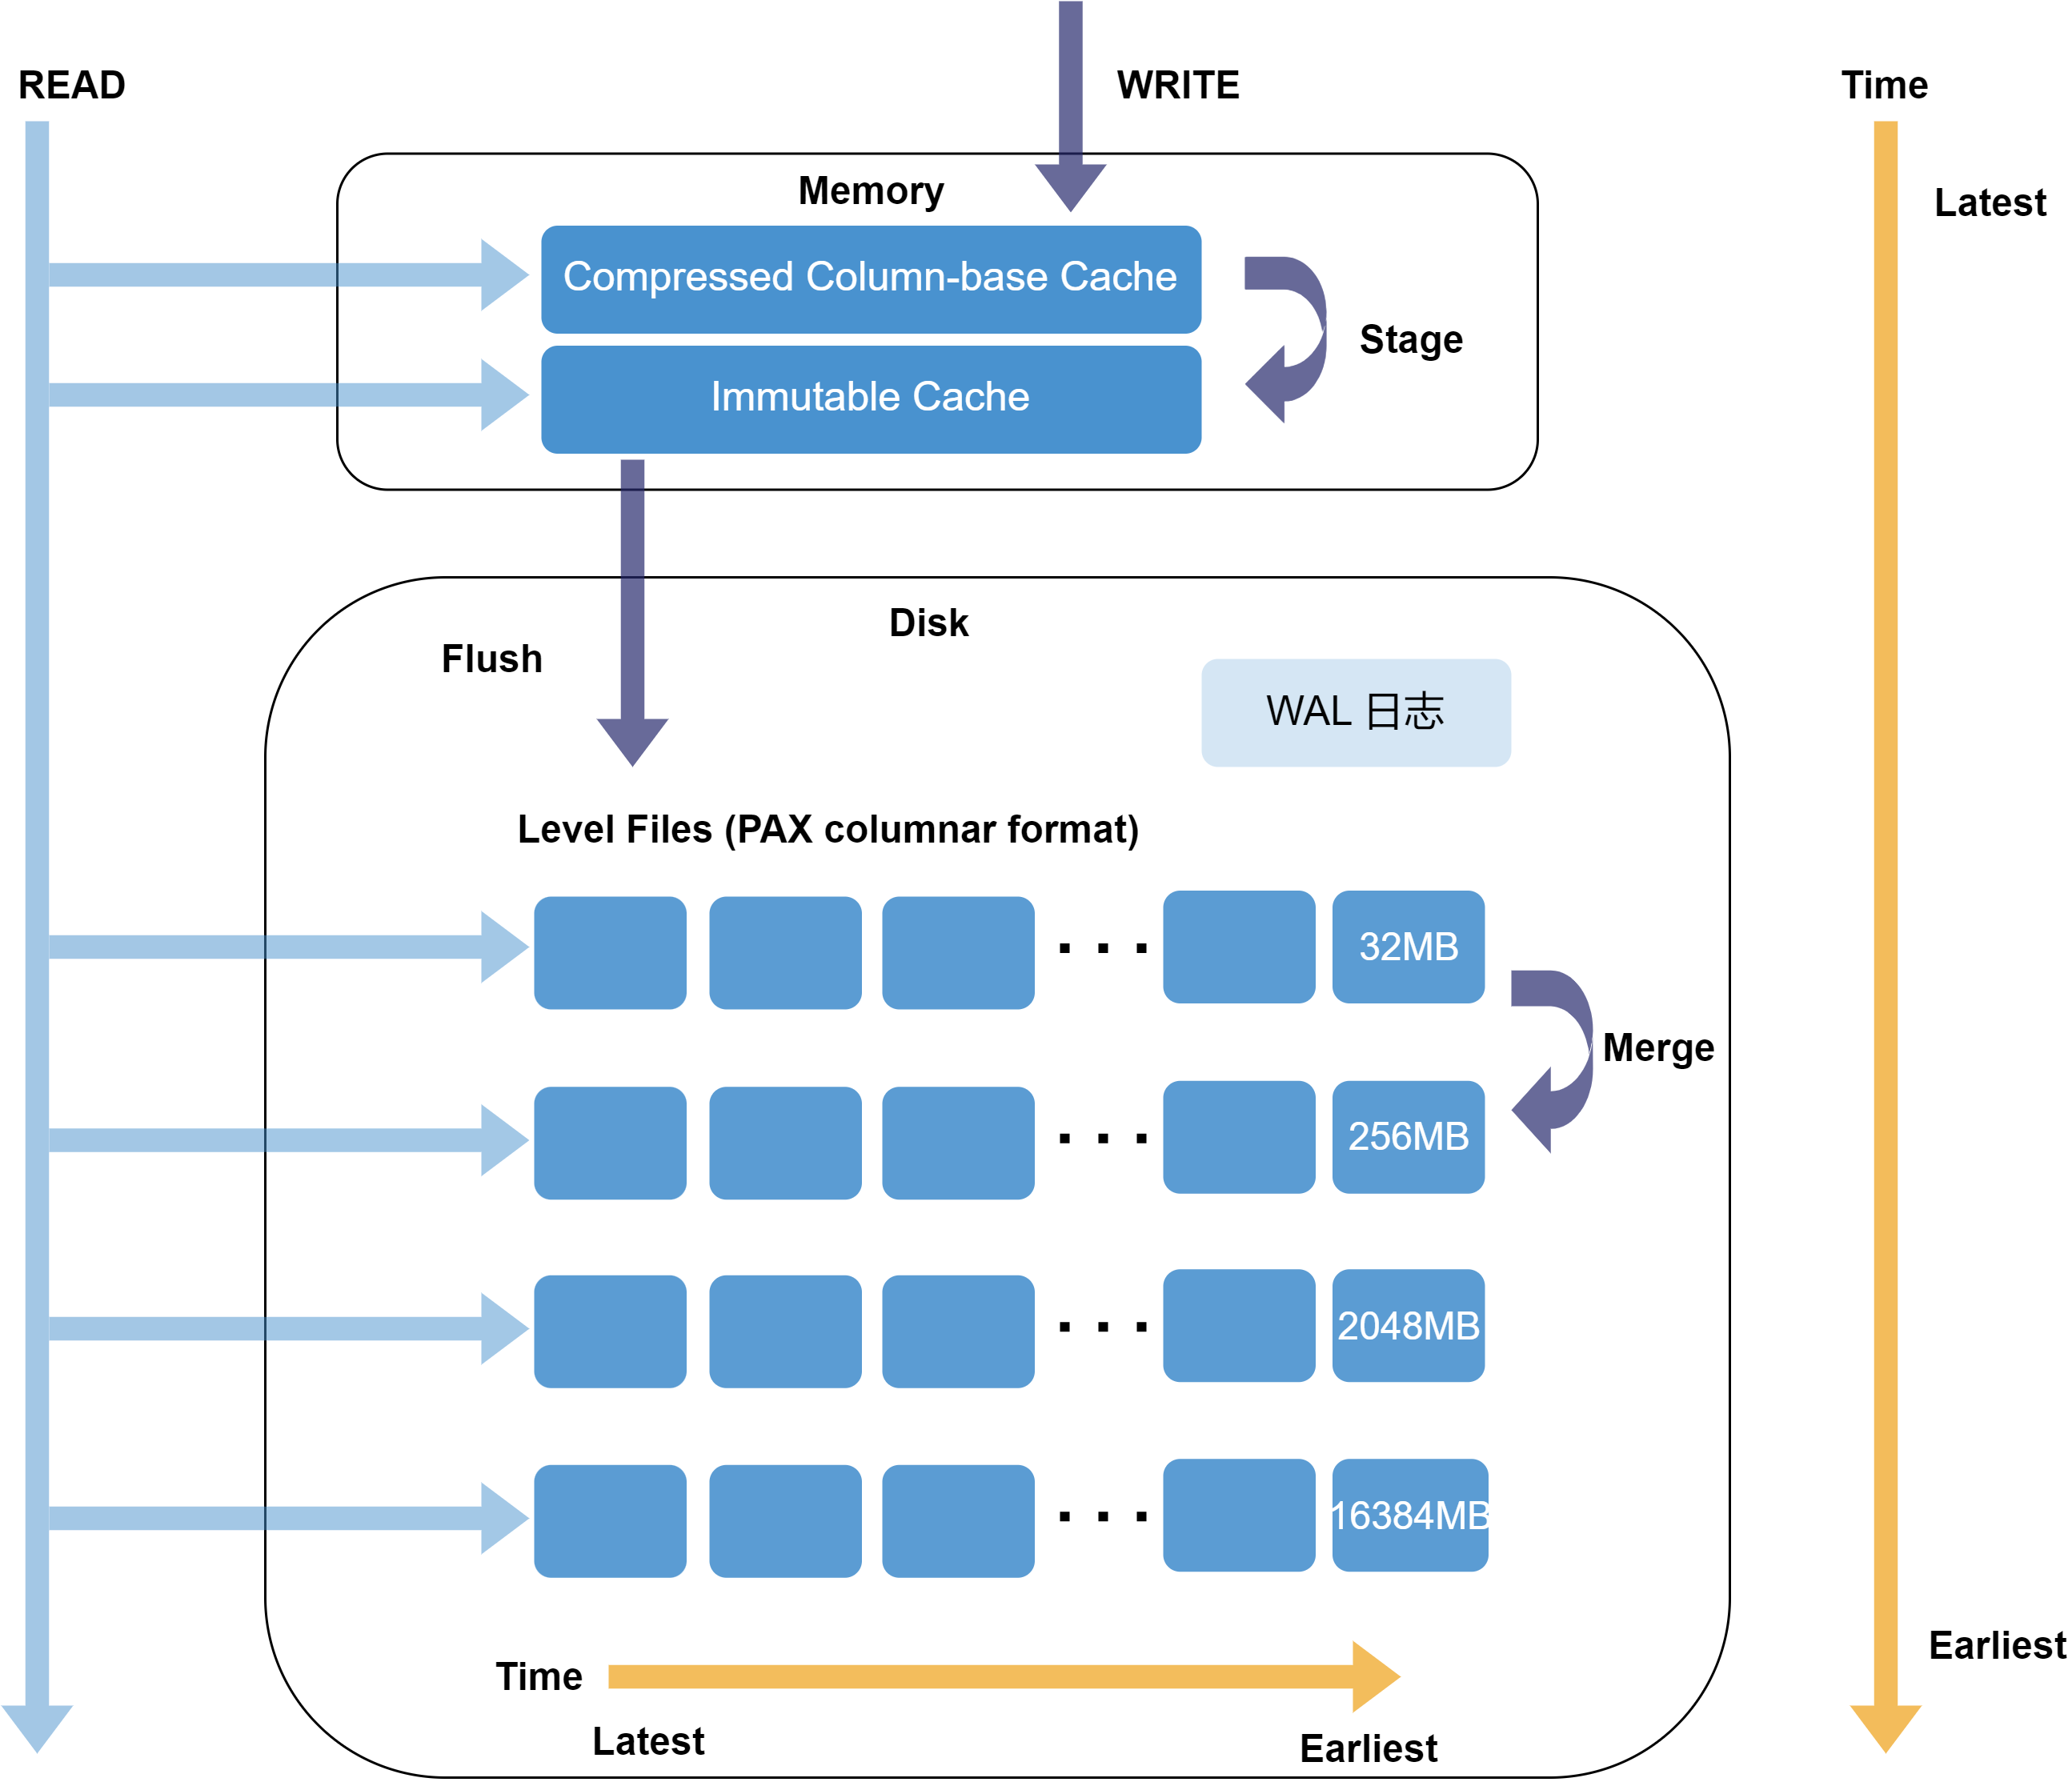 READ
WRITE
Time
Latest
Memory
Compressed Column-base Cache
Stage
Immutable Cache
Disk
Flush
WAL 日志
Level Files (PAX columnar format)
. . .
32MB
Merge
. . .
256MB
. . .
2048MB
. . .
16384MB
Earliest
Time
Latest
Earliest